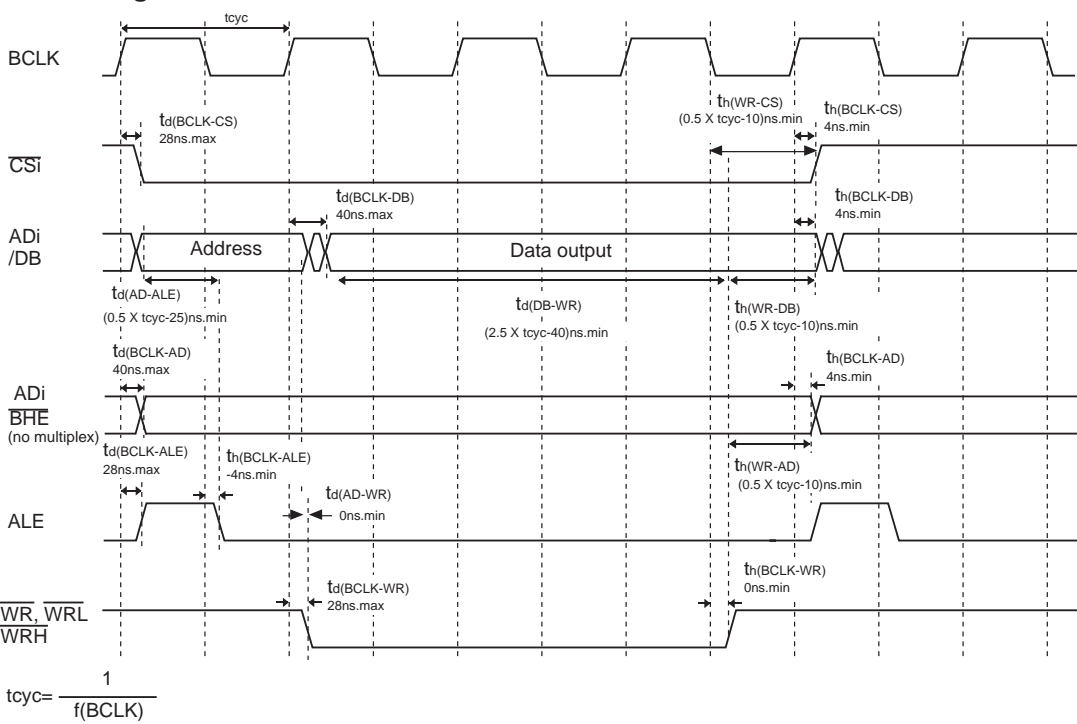 tcyc
BCLK
td(BCLK-CS)
28ns.max
th(WR-CS)
(0.5 X tcyc-10)ns.min
th(BCLK-CS)
4ns.min
CSi
td(BCLK-DB)
40ns.max
th(BCLK-DB)
4ns.min
ADi
/DB
Address
Data output
td(AD-ALE)
(0.5 X tcyc-25)ns.min
td(DB-WR)
(2.5 X tcyc-40)ns.min
th(WR-DB)
(0.5 X tcyc-10)ns.min
td(BCLK-AD)
40ns.max
th(BCLK-AD)
4ns.min
ADi
BHE
(no multiplex)
td(BCLK-ALE)
28ns.max
th(BCLK-ALE)
-4ns.min
th(WR-AD)
(0.5 X tcyc-10)ns.min
td(AD-WR)
0ns.min
ALE
td(BCLK-WR)
28ns.max
th(BCLK-WR)
0ns.min
WR, WRL
WRH
tcyc= 1
f(BCLK)